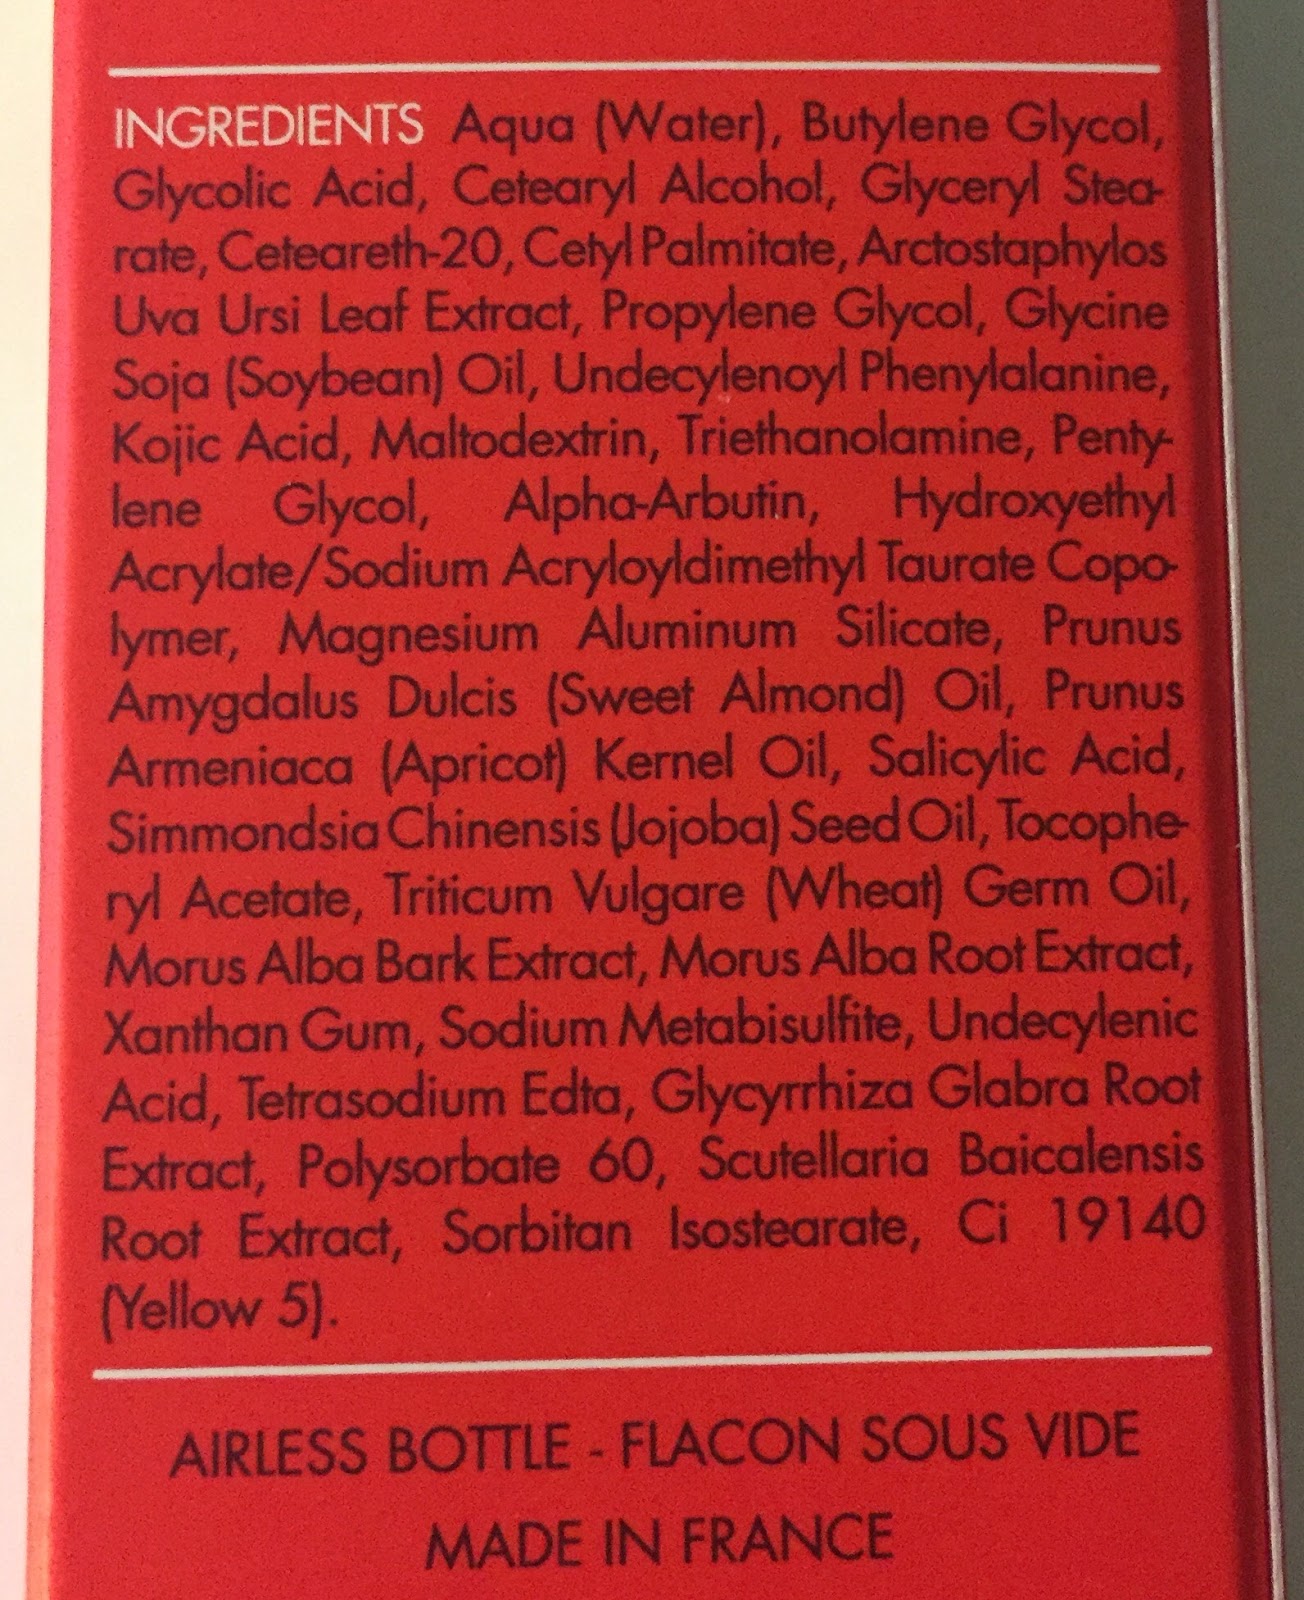 INGREDIENTS Aqua (Water), Butylene Glycol,
Glycolic Acid, Cetearyl Alcohol, Glyceryl Stea-
rate, Ceteareth-20, Cetyl Palmitate, Arctostaphylos
Uva Ursi Leaf Extract, Propylene Glycol, Glycine
Soja (Soybean) Oil, Undecylenoyl Phenylalanine,
Kojic Acid, Maltodextrin, Triethanolamine, Penty-
lene Glycol, Alpha-Arbutin, Hydroxyethyl
Acrylate/Sodium Acryloyldimethyl Taurate Copo-
lymer, Magnesium Aluminum Silicate, Prunus
Amygdalus Dulcis (Sweet Almond) Oil, Prunus
Armeniaca (Apricot) Kernel Oil, Salicylic Acid,
Simmondsia Chinensis (Jojoba) Seed Oil, Tocophe-
ryl Acetate, Triticum Vulgare (Wheat) Germ Oil,
Morus Alba Bark Extract, Morus Alba Root Extract,
Xanthan Gum, Sodium Metabisulfite, Undecylenic
Acid, Tetrasodium Edta, Glycyrrhiza Glabra Root
Extract, Polysorbate 60, Scutellaria Baicalensis
Root Extract, Sorbitan Isostearate, Ci 19140
(Yellow 5).
AIRLESS BOTTLE - FLACON SOUS VIDE
MADE IN FRANCE